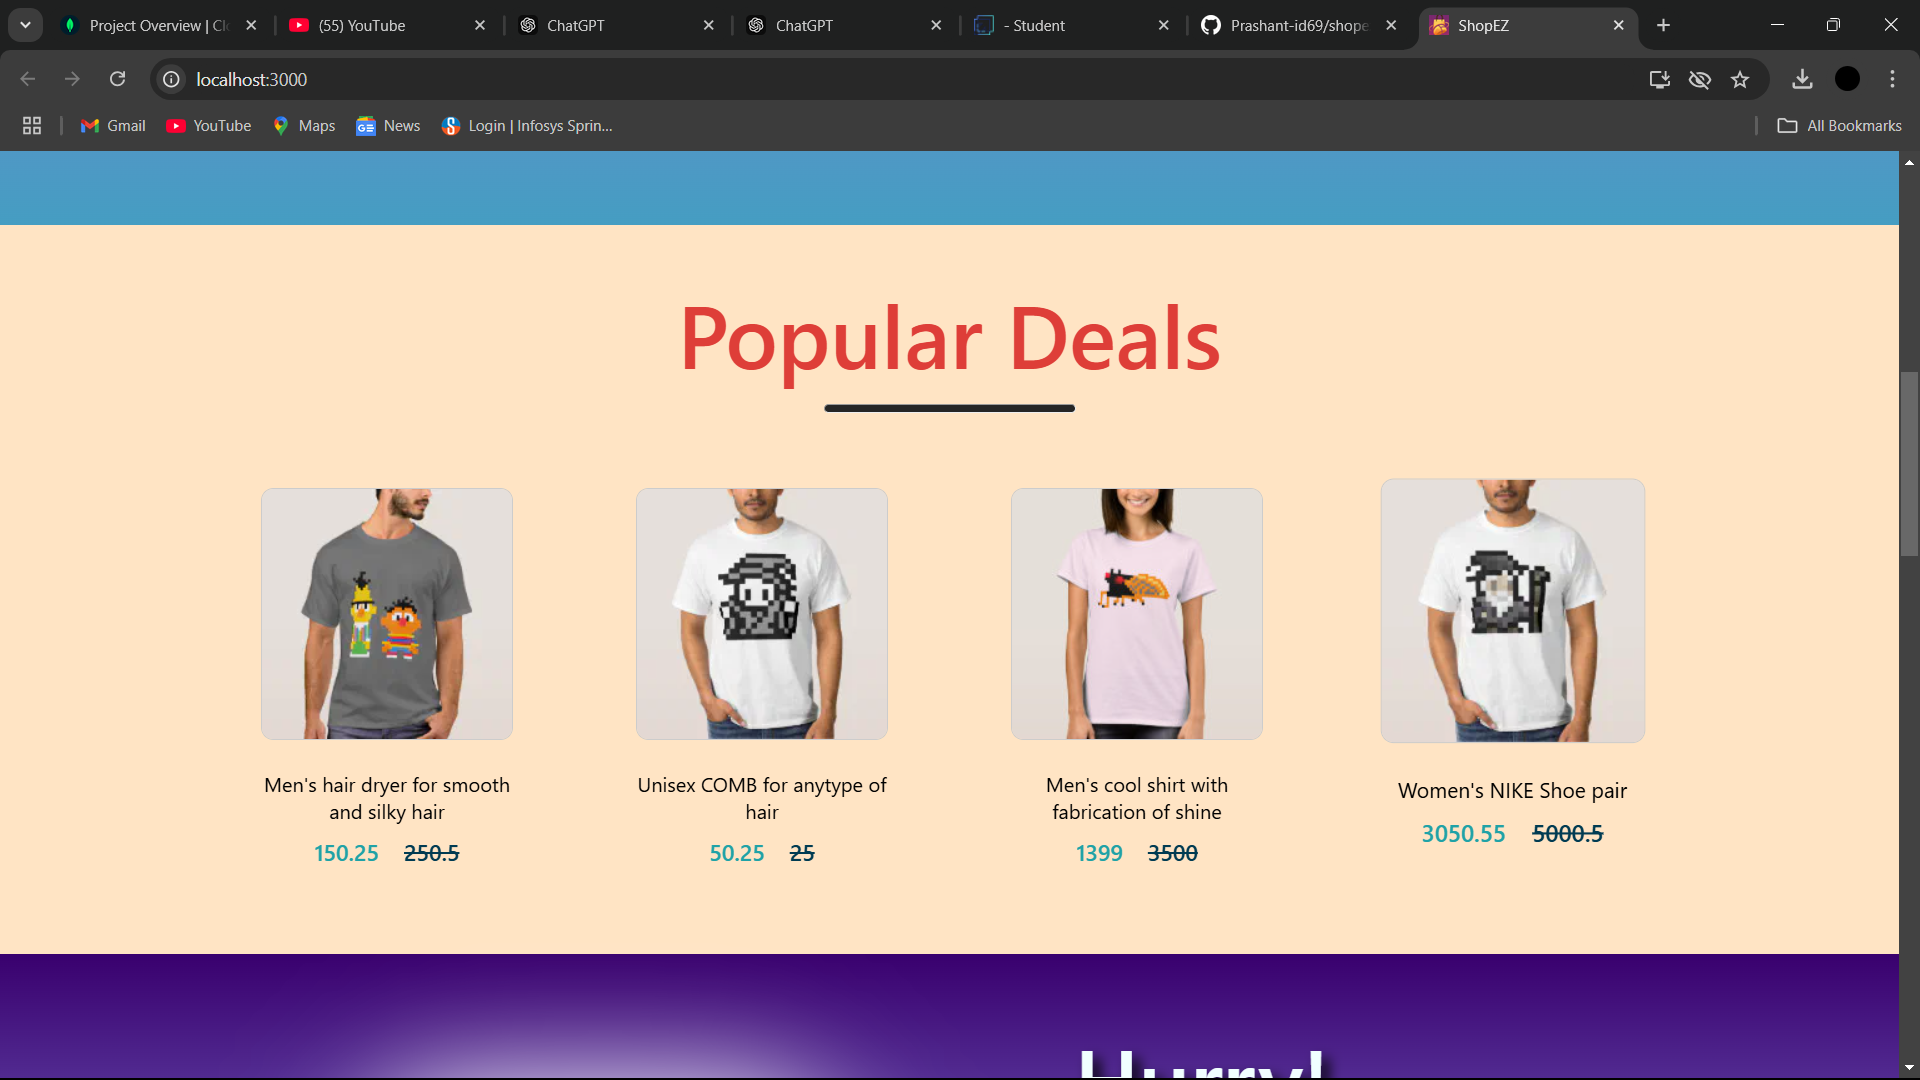 Project Overview | Clo
(55) YouTube
ChatGPT
ChatGPT
- Student
Prashant-id69/shope
ShopEZ
localhost:3000
Gmail
YouTube
Maps
News
Login | Infosys Sprin...
All Bookmarks
Popular Deals
Men's hair dryer for smooth
and silky hair
150.25 250.5
Unisex COMB for anytype of
hair
50.25 25
Men's cool shirt with
fabrication of shine
1399 3500
Women's NIKE Shoe pair
3050.55 5000.5
Hurry!